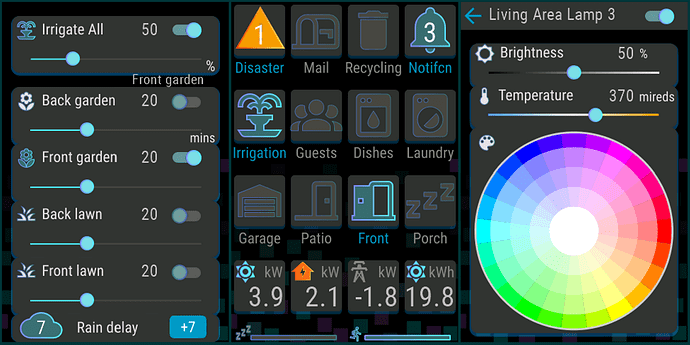 Irrigate All 50
%
Front garden
Back garden 20
mins
Front garden 20
Back lawn 20
Front lawn 20
7 Rain delay +7
1 3
Disaster Mail Recycling Notifcn
Irrigation Guests Dishes Laundry
zzz
Garage Patio Front Porch
kW kW kW kWh
3.9 2.1 -1.8 19.8
zzz
Living Area Lamp 3
Brightness 50 %
Temperature 370 mireds